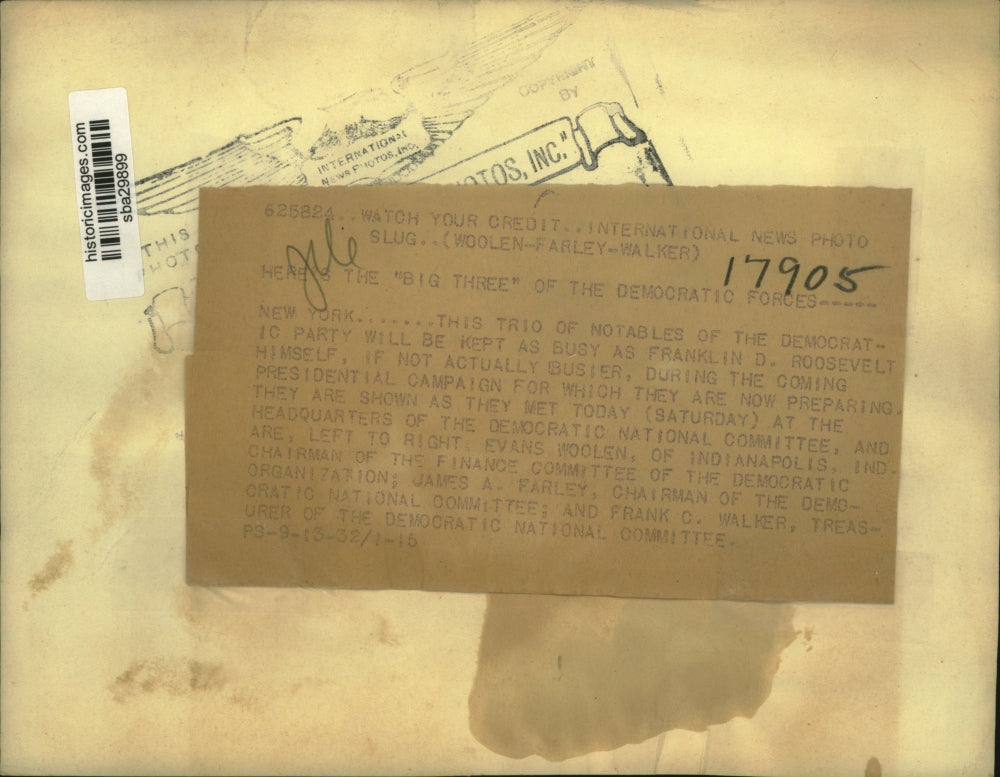 historicimages.com
sba29899
COPYRIGHT
BY
INTERNATIONAL
NEWS PHOTOS, INC.
PHOTOS, INC."
THIS
PHOTO
625824..WATCH YOUR CREDIT..INTERNATIONAL NEWS PHOTO
SLUG..(WOOLEN-FARLEY-WALKER)
17905
HERE'S THE "BIG THREE" OF THE DEMOCRATIC FORCES-----
NEW YORK.......THIS TRIO OF NOTABLES OF THE DEMOCRAT-
IC PARTY WILL BE KEPT AS BUSY AS FRANKLIN D. ROOSEVELT
HIMSELF, IF NOT ACTUALLY BUSIER, DURING THE COMING
PRESIDENTIAL CAMPAIGN FOR WHICH THEY ARE NOW PREPARING.
THEY ARE SHOWN AS THEY MET TODAY (SATURDAY) AT THE
HEADQUARTERS OF THE DEMOCRATIC NATIONAL COMMITTEE, AND
ARE, LEFT TO RIGHT, EVANS WOOLEN, OF INDIANAPOLIS, IND.
CHAIRMAN OF THE FINANCE COMMITTEE OF THE DEMOCRATIC
ORGANIZATION; JAMES A. FARLEY, CHAIRMAN OF THE DEMO-
CRATIC NATIONAL COMMITTEE; AND FRANK C. WALKER, TREAS-
URER OF THE DEMOCRATIC NATIONAL COMMITTEE.
PS-9-13-32/1-15